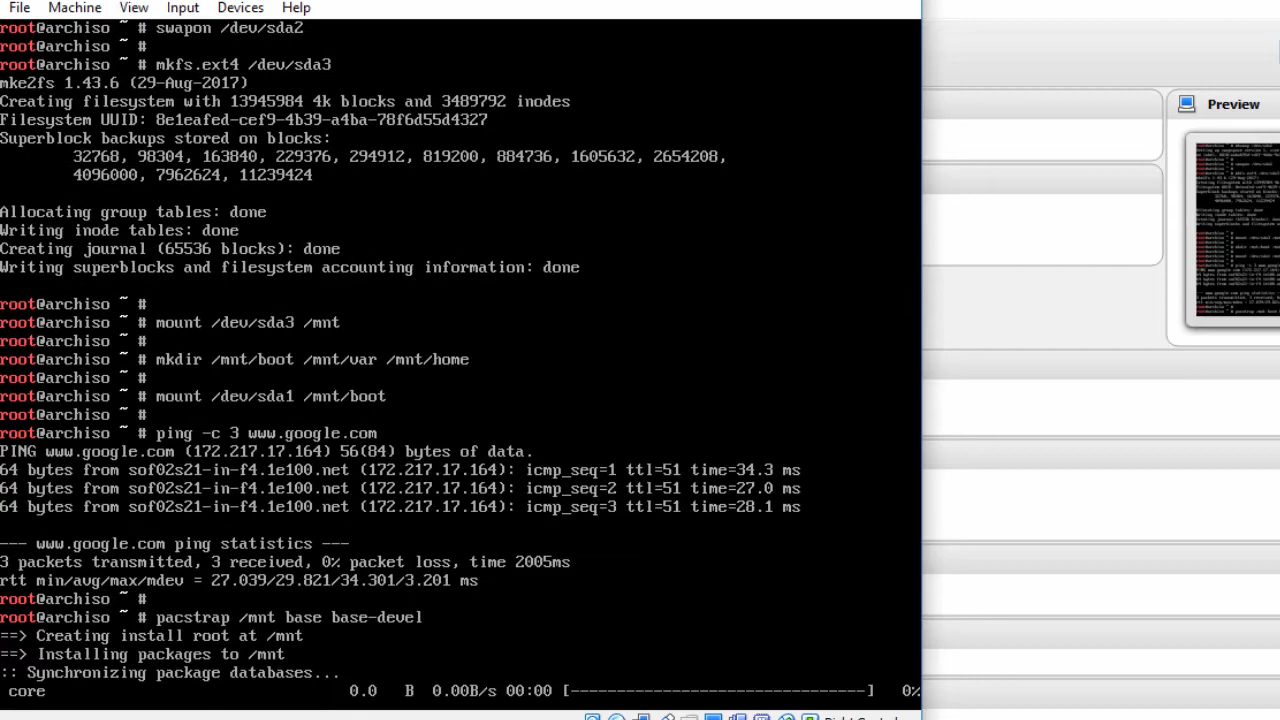 File Machine View Input Devices Help
root@archiso ~ # swapon /dev/sda2
root@archiso ~ #
root@archiso ~ # mkfs.ext4 /dev/sda3
mke2fs 1.43.6 (29-Aug-2017)
Creating filesystem with 13945984 4k blocks and 3489792 inodes
Filesystem UUID: 8e1eafed-cef9-4b39-a4ba-78f6d55d4327
Superblock backups stored on blocks:
32768, 98304, 163840, 229376, 294912, 819200, 884736, 1605632, 2654208,
4096000, 7962624, 11239424
Allocating group tables: done
Writing inode tables: done
Creating journal (65536 blocks): done
Writing superblocks and filesystem accounting information: done
root@archiso ~ #
root@archiso ~ # mount /dev/sda3 /mnt
root@archiso ~ #
root@archiso ~ # mkdir /mnt/boot /mnt/var /mnt/home
root@archiso ~ #
root@archiso ~ # mount /dev/sda1 /mnt/boot
root@archiso ~ #
root@archiso ~ # ping -c 3 www.google.com
PING www.google.com (172.217.17.164) 56(84) bytes of data.
64 bytes from sof02s21-in-f4.1e100.net (172.217.17.164): icmp_seq=1 ttl=51 time=34.3 ms
64 bytes from sof02s21-in-f4.1e100.net (172.217.17.164): icmp_seq=2 ttl=51 time=27.0 ms
64 bytes from sof02s21-in-f4.1e100.net (172.217.17.164): icmp_seq=3 ttl=51 time=28.1 ms
--- www.google.com ping statistics ---
3 packets transmitted, 3 received, 0% packet loss, time 2005ms
rtt min/avg/max/mdev = 27.039/29.821/34.301/3.201 ms
root@archiso ~ #
root@archiso ~ # pacstrap /mnt base base-devel
==> Creating install root at /mnt
==> Installing packages to /mnt
:: Synchronizing package databases...
core 0.0 B 0.00B/s 00:00 [--------------------------------] 0%
Preview